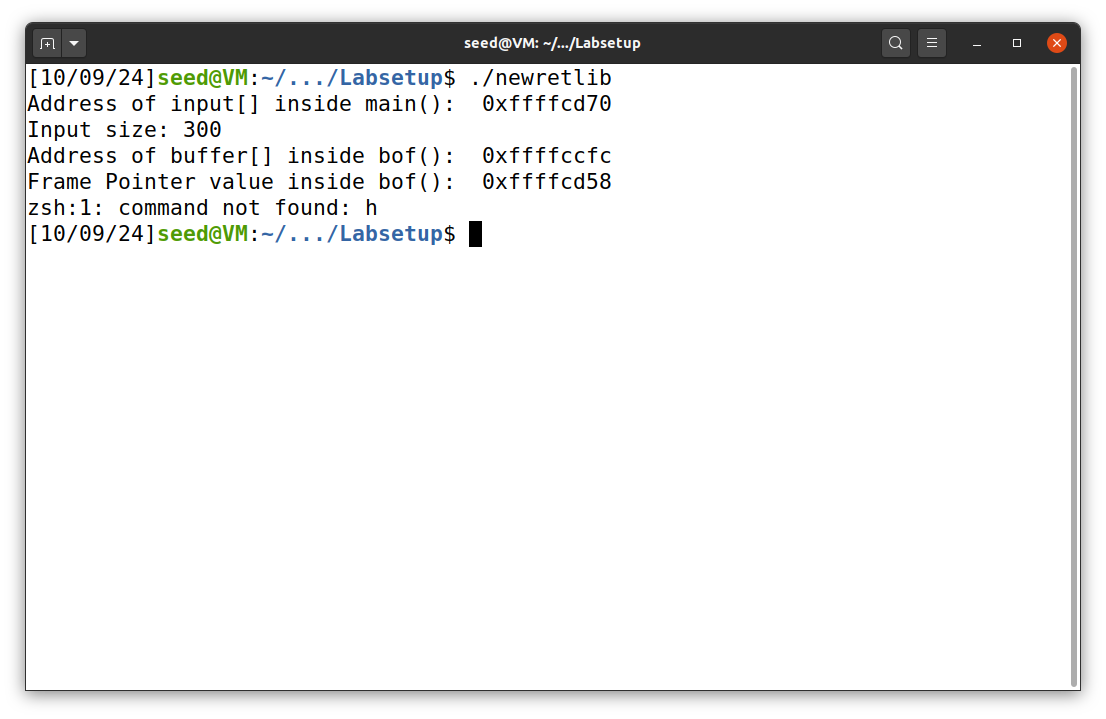 seed@VM: ~/.../Labsetup
[10/09/24]seed@VM:~/.../Labsetup$ ./newretlib
Address of input[] inside main():  0xffffcd70
Input size: 300
Address of buffer[] inside bof():  0xffffccfc
Frame Pointer value inside bof():  0xffffcd58
zsh:1: command not found: h
[10/09/24]seed@VM:~/.../Labsetup$